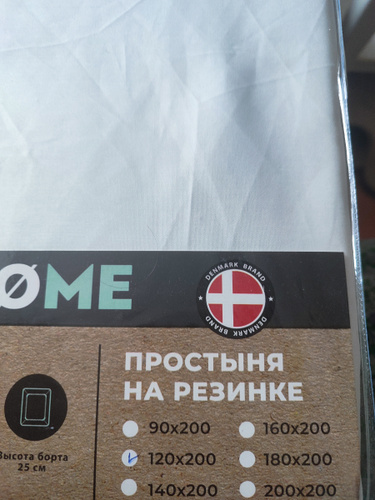 ØME
DENMARK BRAND
DENMARK BRAND
ПРОСТЫНЯ
НА РЕЗИНКЕ
Высота борта
25 см
90x200
160x200
120x200
180x200
140x200
200x200